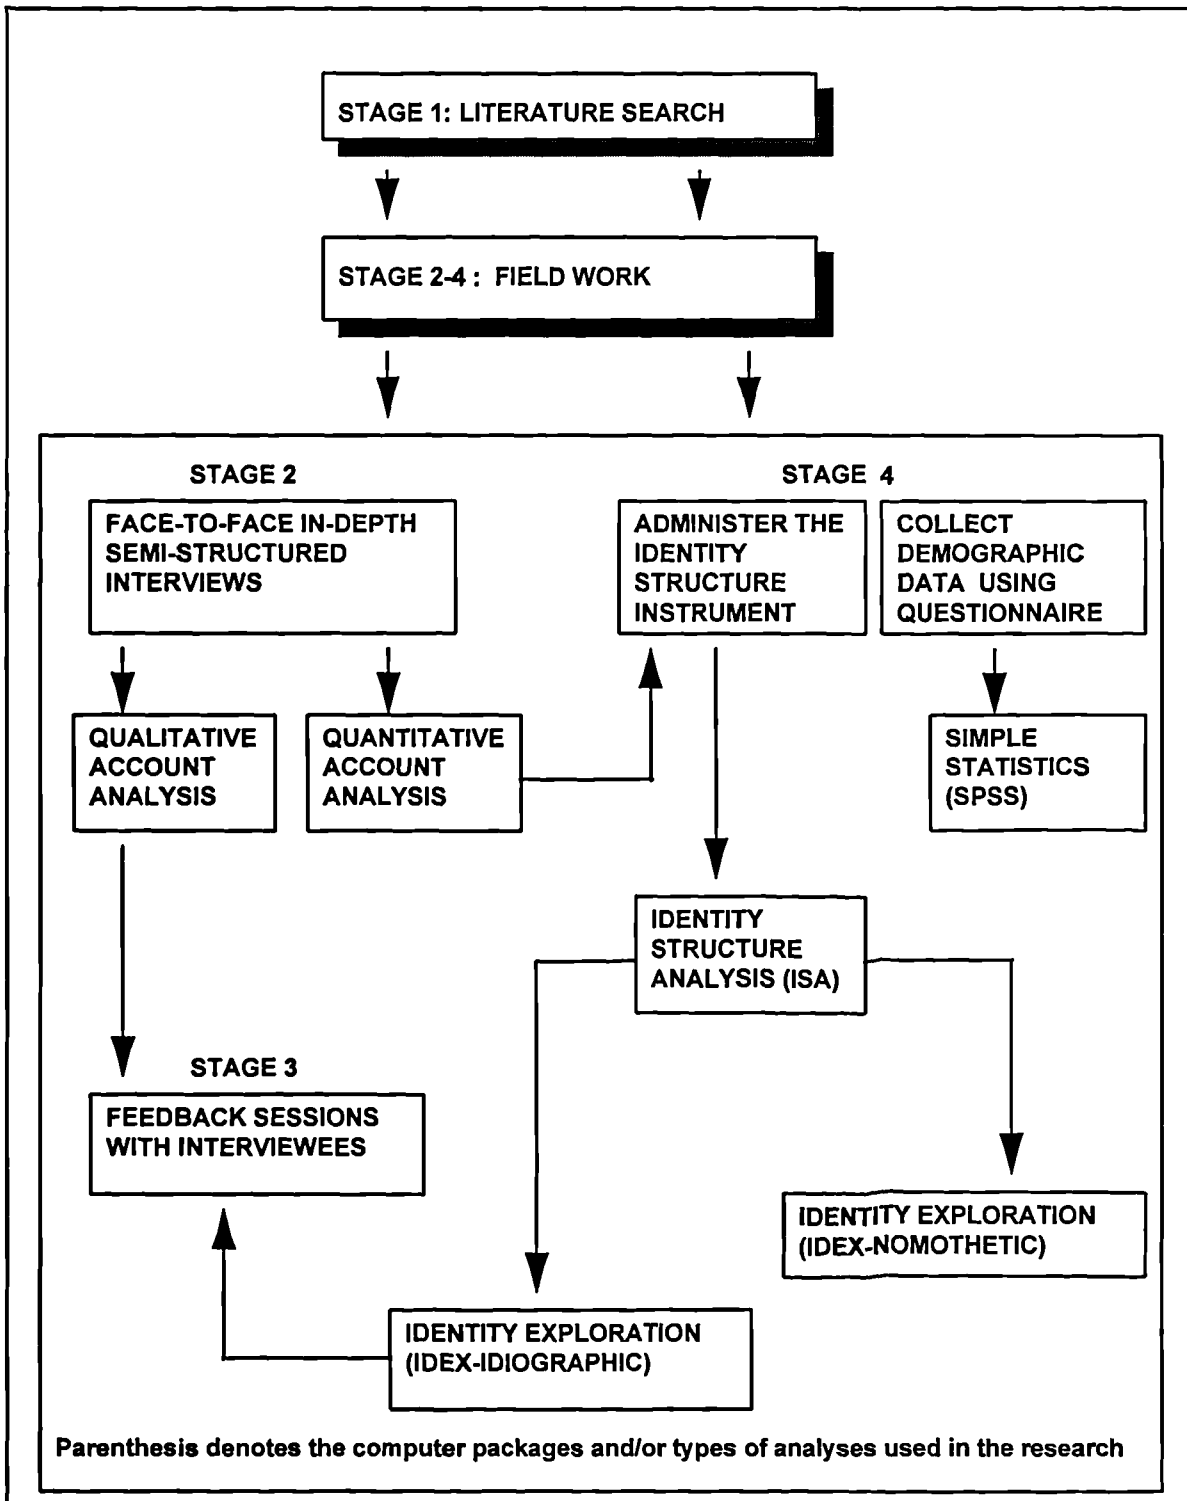 STAGE 1: LITERATURE SEARCH
STAGE 2-4 : FIELD WORK
STAGE 2
FACE-TO-FACE IN-DEPTH
SEMI-STRUCTURED
INTERVIEWS
QUALITATIVE
ACCOUNT
ANALYSIS
QUANTITATIVE
ACCOUNT
ANALYSIS
STAGE 4
ADMINISTER THE
IDENTITY
STRUCTURE
INSTRUMENT
COLLECT
DEMOGRAPHIC
DATA USING
QUESTIONNAIRE
SIMPLE
STATISTICS
(SPSS)
IDENTITY
STRUCTURE
ANALYSIS (ISA)
STAGE 3
FEEDBACK SESSIONS
WITH INTERVIEWEES
IDENTITY EXPLORATION
(IDEX-NOMOTHETIC)
IDENTITY EXPLORATION
(IDEX-IDIOGRAPHIC)
Parenthesis denotes the computer packages and/or types of analyses used in the research